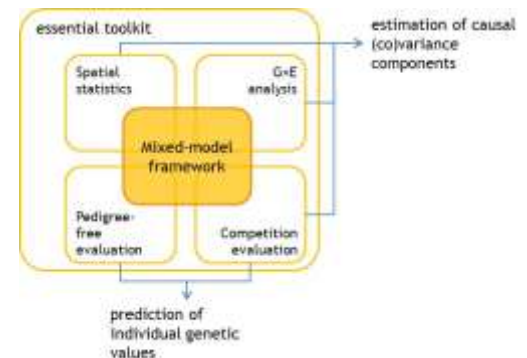 essential toolkit
estimation of causal
(co)variance
components
Spatial
statistics
G×E
analysis
Mixed-model
framework
Pedigree-
free
evaluation
Competition
evaluation
prediction of
individual genetic
values